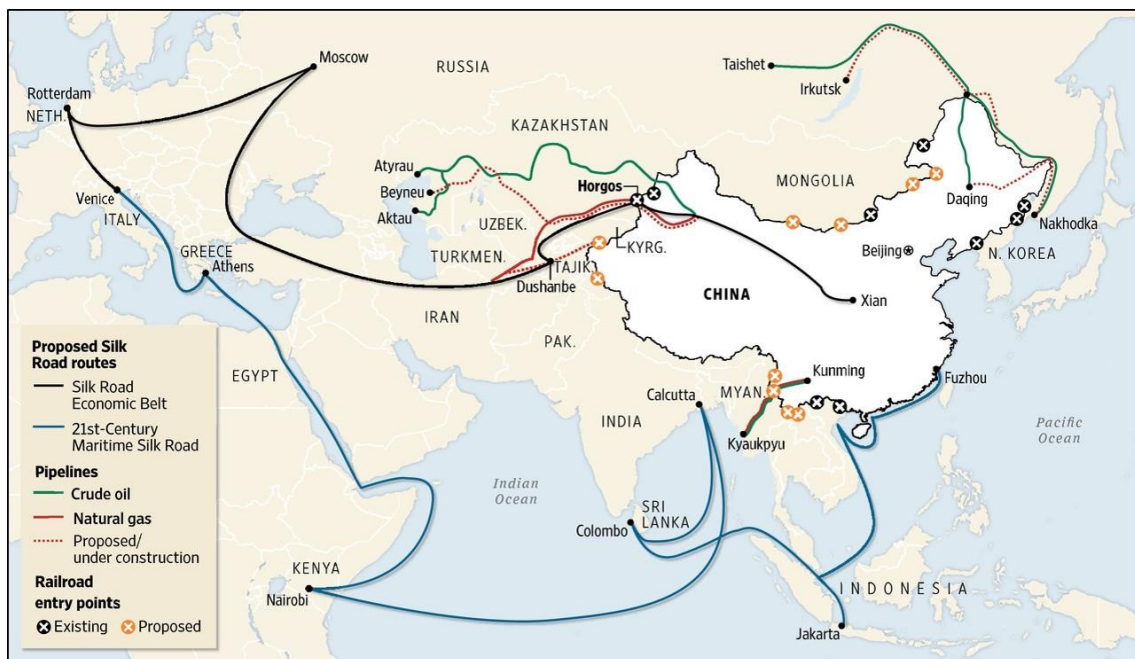 Moscow
RUSSIA
Taishet
Irkutsk
Rotterdam
NETH.
KAZAKHSTAN
Atyrau
Beyneu
Aktau
Horgos
MONGOLIA
Daqing
Nakhodka
Venice
ITALY
UZBEK.
GREECE
Athens
TURKMEN.
TAJIK.
KYRG.
Dushanbe
Beijing
N. KOREA
CHINA
Xian
IRAN
PAK.
EGYPT
INDIA
Calcutta
MYAN.
Kunming
Fuzhou
Kyaukpyu
Pacific
Ocean
Indian
Ocean
SRI
LANKA
Colombo
KENYA
Nairobi
INDONESIA
Jakarta
Proposed Silk
Road routes
Silk Road
Economic Belt
21st-Century
Maritime Silk Road
Pipelines
Crude oil
Natural gas
Proposed/
under construction
Railroad
entry points
Existing
Proposed